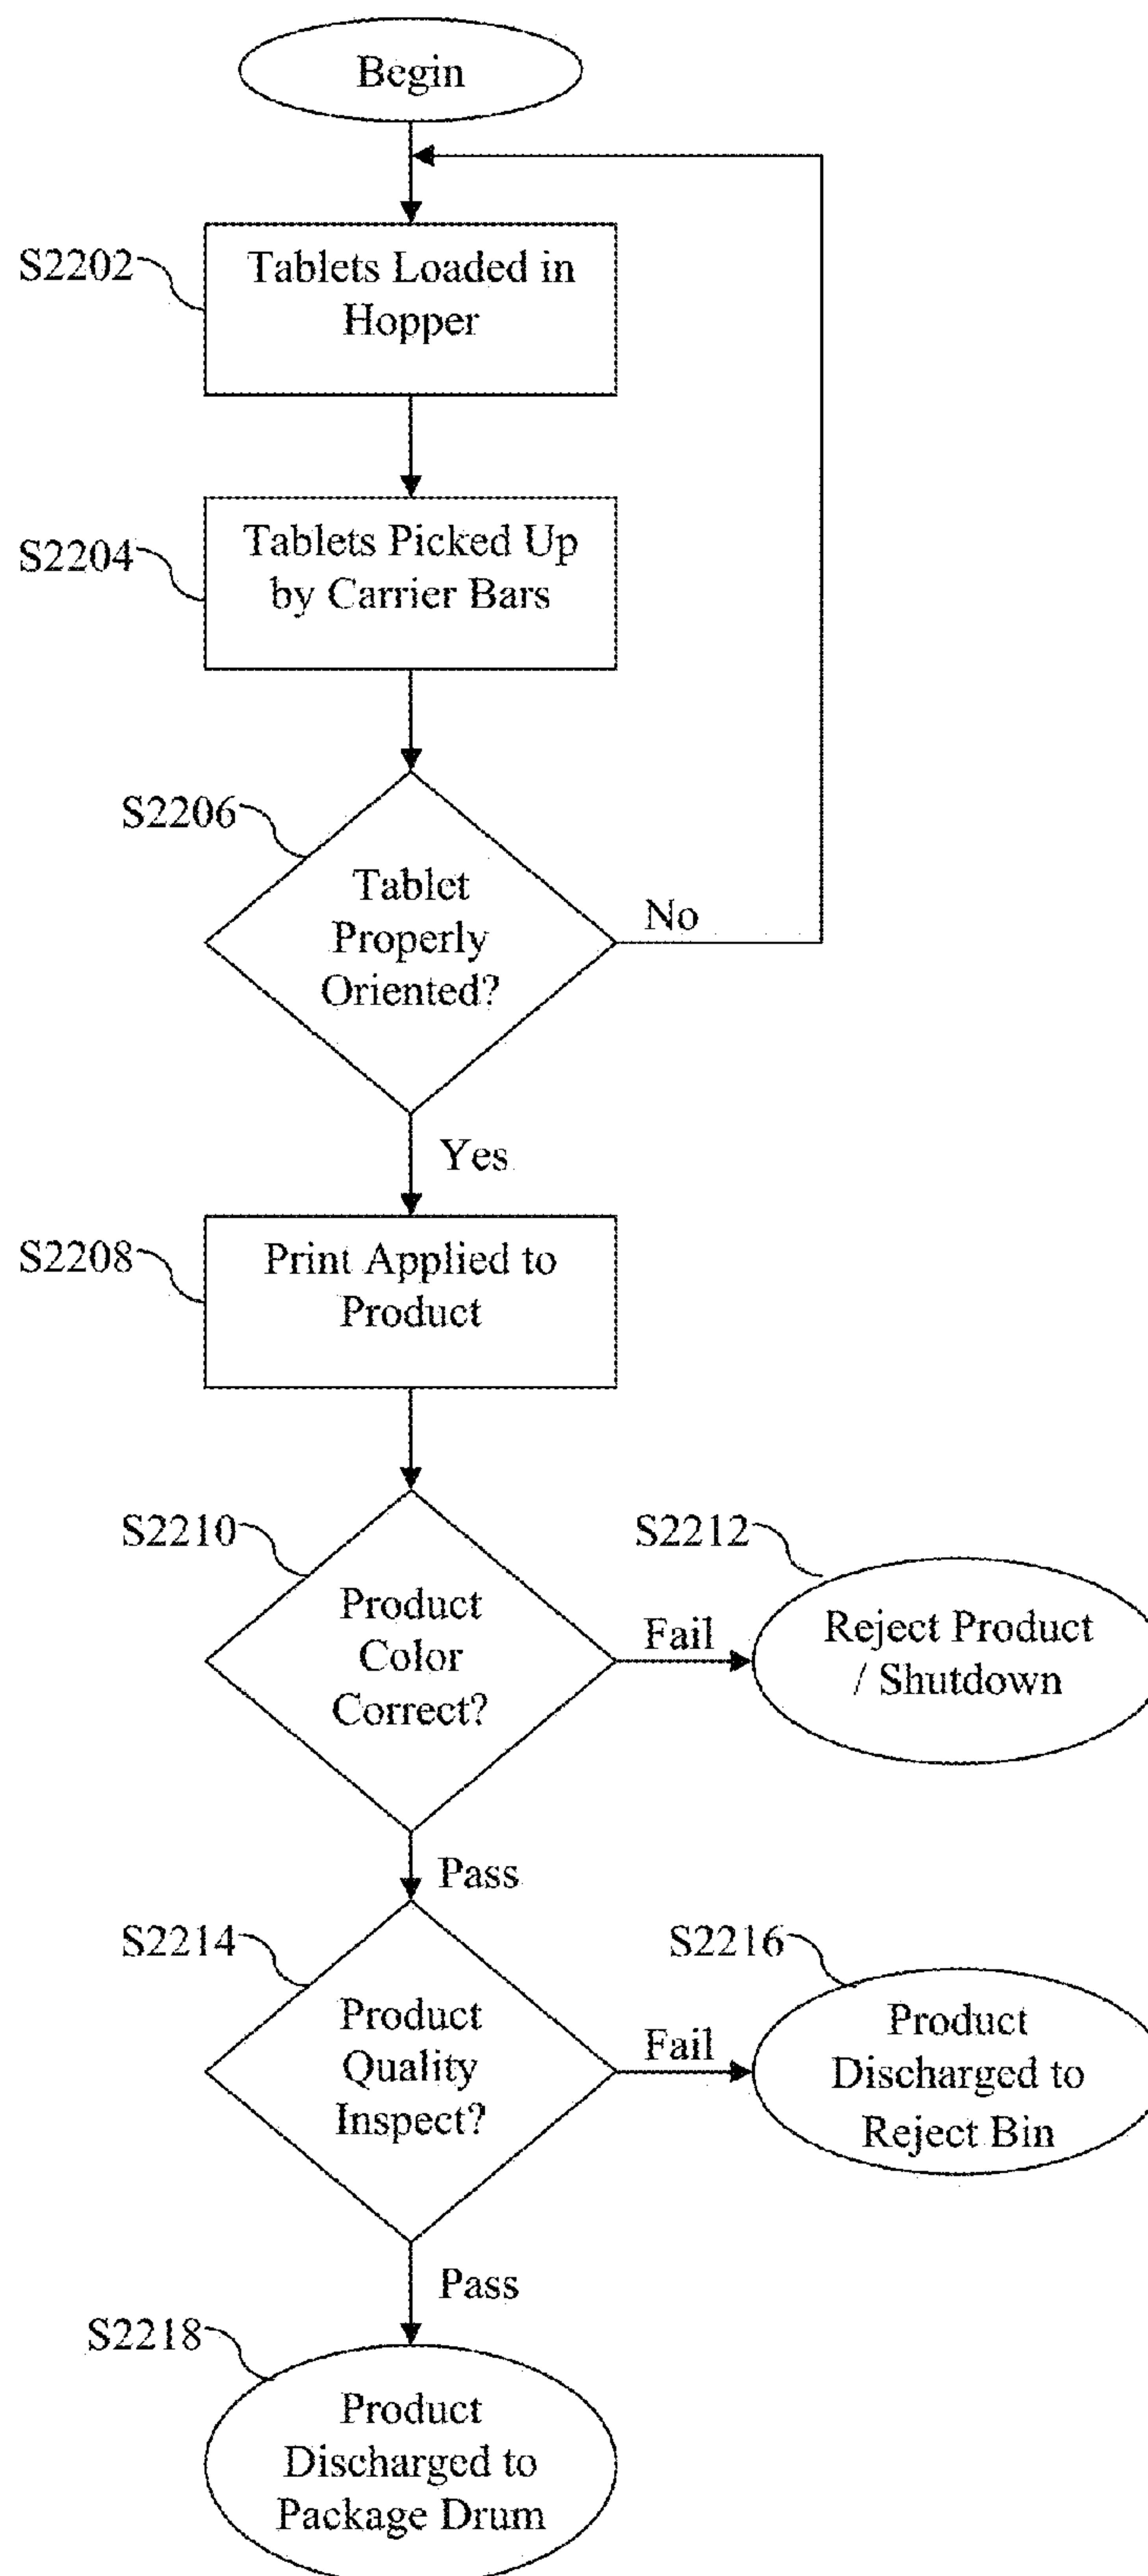 Begin
S2202
Tablets Loaded in
Hopper
S2204
Tablets Picked Up
by Carrier Bars
S2206
Tablet
Properly
Oriented?
No
Yes
S2208
Print Applied to
Product
S2210
Product
Color
Correct?
Fail
S2212
Reject Product
/ Shutdown
Pass
S2214
Product
Quality
Inspect?
Fail
S2216
Product
Discharged to
Reject Bin
Pass
S2218
Product
Discharged to
Package Drum